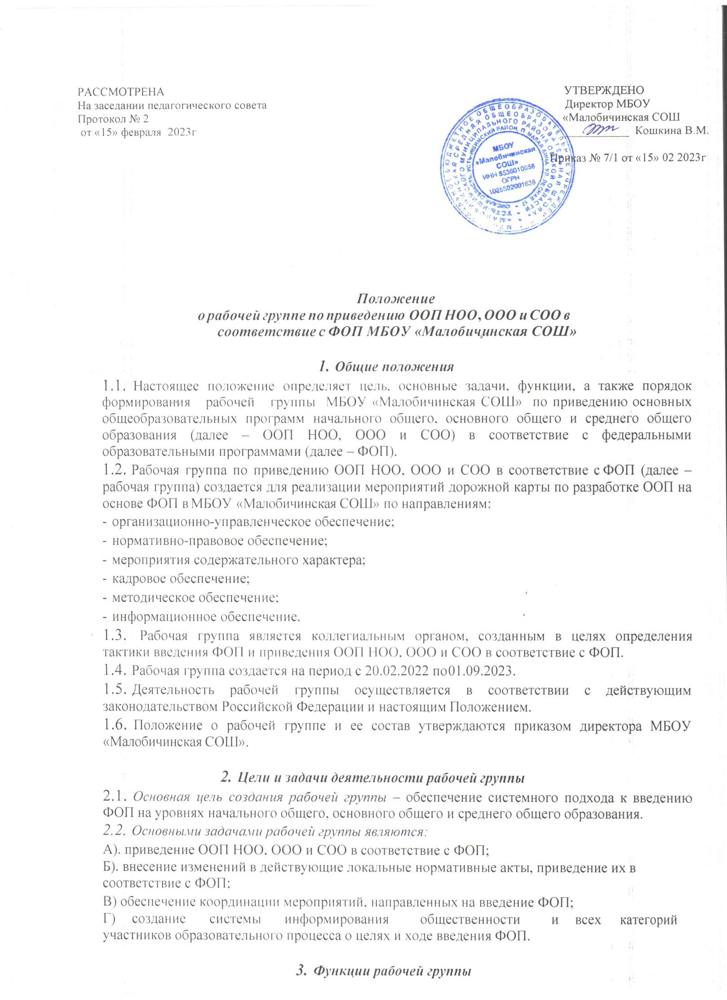 РАССМОТРЕНА
На заседании педагогического совета
Протокол № 2
от «15» февраля 2023г
УТВЕРЖДЕНО
Директор МБОУ
«Малобичинская СОШ
Кошкина В.М.
Приказ № 7/1 от «15» 02 2023г
МБОУ
«Малобичинская
СОШ»
ИНН 5536010056
ОГРН
1025502091636
Положение
о рабочей группе по приведению ООП НОО, ООО и СОО в
соответствие с ФОП МБОУ «Малобичинская СОШ»
1. Общие положения
1.1. Настоящее положение определяет цель, основные задачи, функции, а также порядок
формирования рабочей группы МБОУ «Малобичинская СОШ» по приведению основных
общеобразовательных программ начального общего, основного общего и среднего общего
образования (далее – ООП НОО, ООО и СОО) в соответствие с федеральными
образовательными программами (далее – ФОП).
1.2. Рабочая группа по приведению ООП НОО, ООО и СОО в соответствие с ФОП (далее –
рабочая группа) создается для реализации мероприятий дорожной карты по разработке ООП на
основе ФОП в МБОУ «Малобичинская СОШ» по направлениям:
- организационно-управленческое обеспечение;
- нормативно-правовое обеспечение;
- мероприятия содержательного характера;
- кадровое обеспечение;
- методическое обеспечение;
- информационное обеспечение.
1.3. Рабочая группа является коллегиальным органом, созданным в целях определения
тактики введения ФОП и приведения ООП НОО, ООО и СОО в соответствие с ФОП.
1.4. Рабочая группа создается на период с 20.02.2022 по01.09.2023.
1.5. Деятельность рабочей группы осуществляется в соответствии с действующим
законодательством Российской Федерации и настоящим Положением.
1.6. Положение о рабочей группе и ее состав утверждаются приказом директора МБОУ
«Малобичинская СОШ».
2. Цели и задачи деятельности рабочей группы
2.1. Основная цель создания рабочей группы – обеспечение системного подхода к введению
ФОП на уровнях начального общего, основного общего и среднего общего образования.
2.2. Основными задачами рабочей группы являются:
А). приведение ООП НОО, ООО и СОО в соответствие с ФОП;
Б). внесение изменений в действующие локальные нормативные акты, приведение их в
соответствие с ФОП;
В) обеспечение координации мероприятий, направленных на введение ФОП;
Г) создание системы информирования общественности и всех категорий
участников образовательного процесса о целях и ходе введения ФОП.
3. Функции рабочей группы